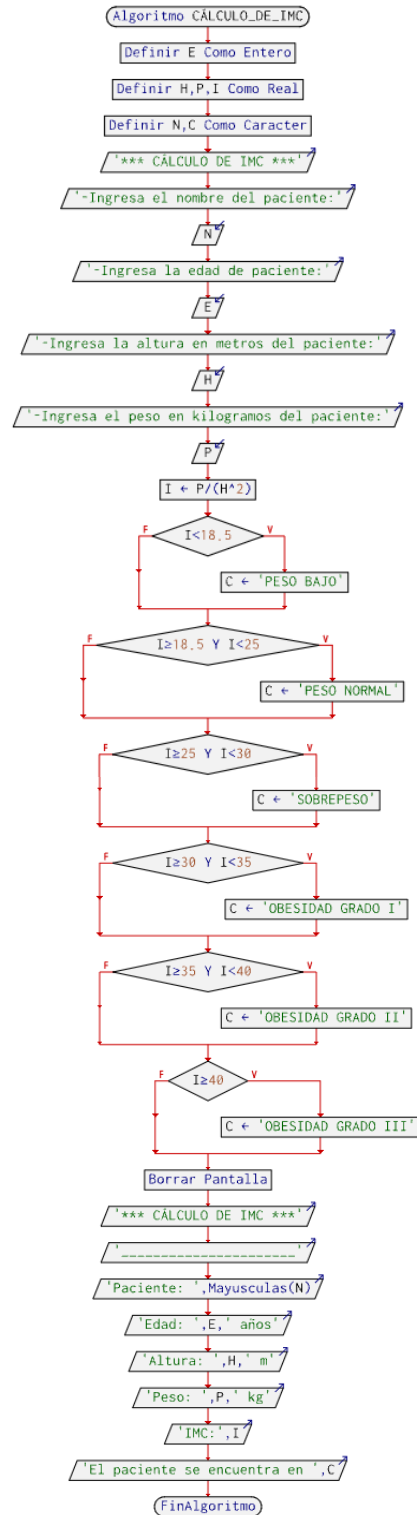 Algoritmo CÁLCULO_DE_IMC
Definir E Como Entero
Definir H,P,I Como Real
Definir N,C Como Caracter
'*** CÁLCULO DE IMC ***'
'-Ingresa el nombre del paciente:'
N
'-Ingresa la edad de paciente:'
E
'-Ingresa la altura en metros del paciente:'
H
'-Ingresa el peso en kilogramos del paciente:'
P
I ← P/(H^2)
F V
I<18.5
C ← 'PESO BAJO'
F V
I≥18.5 Y I<25
C ← 'PESO NORMAL'
F V
I≥25 Y I<30
C ← 'SOBREPESO'
F V
I≥30 Y I<35
C ← 'OBESIDAD GRADO I'
F V
I≥35 Y I<40
C ← 'OBESIDAD GRADO II'
F V
I≥40
C ← 'OBESIDAD GRADO III'
Borrar Pantalla
'*** CÁLCULO DE IMC ***'
'______________________'
'Paciente: ',Mayusculas(N)
'Edad: ',E,' años'
'Altura: ',H,' m'
'Peso: ',P,' kg'
'IMC:',I
'El paciente se encuentra en ',C
FinAlgoritmo